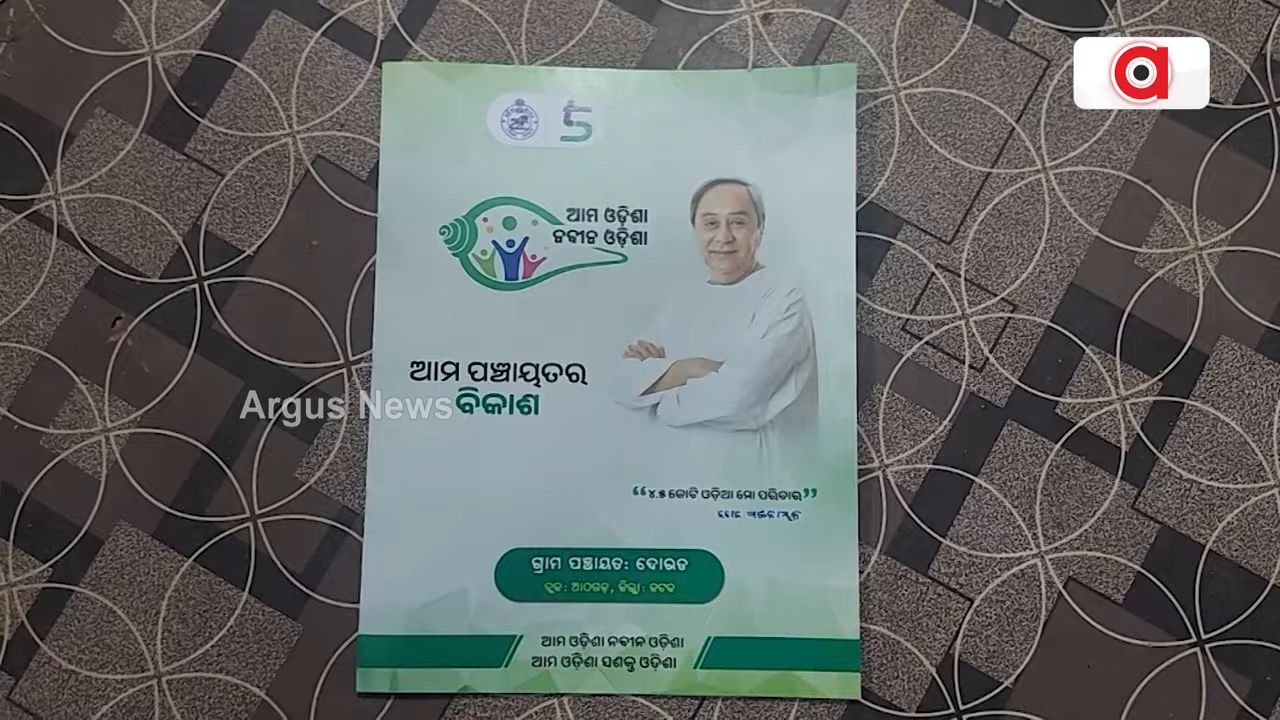 ଆମ ଓଡ଼ିଶା
ନବୀନ ଓଡ଼ିଶା
ଆମ ପଞ୍ଚାୟତର
ବିକାଶ
Argus News
“୪.୫ କୋଟି ଓଡ଼ିଆ ମୋ ପରିବାର”
ଗ୍ରାମ ପଞ୍ଚାୟତ: ଦୋରଡ
ବ୍ଲକ: ଆଠଗଡ଼, ଜିଲ୍ଲା: କଟକ
ଆମ ଓଡ଼ିଶା ନବୀନ ଓଡ଼ିଶା
ଆମ ଓଡ଼ିଶା ସଶକ୍ତ ଓଡ଼ିଶା